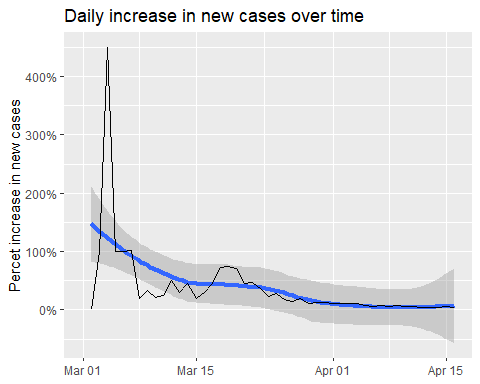 Daily increase in new cases over time
Percet increase in new cases
400%
300%
200%
100%
0%
Mar 01
Mar 15
Apr 01
Apr 15